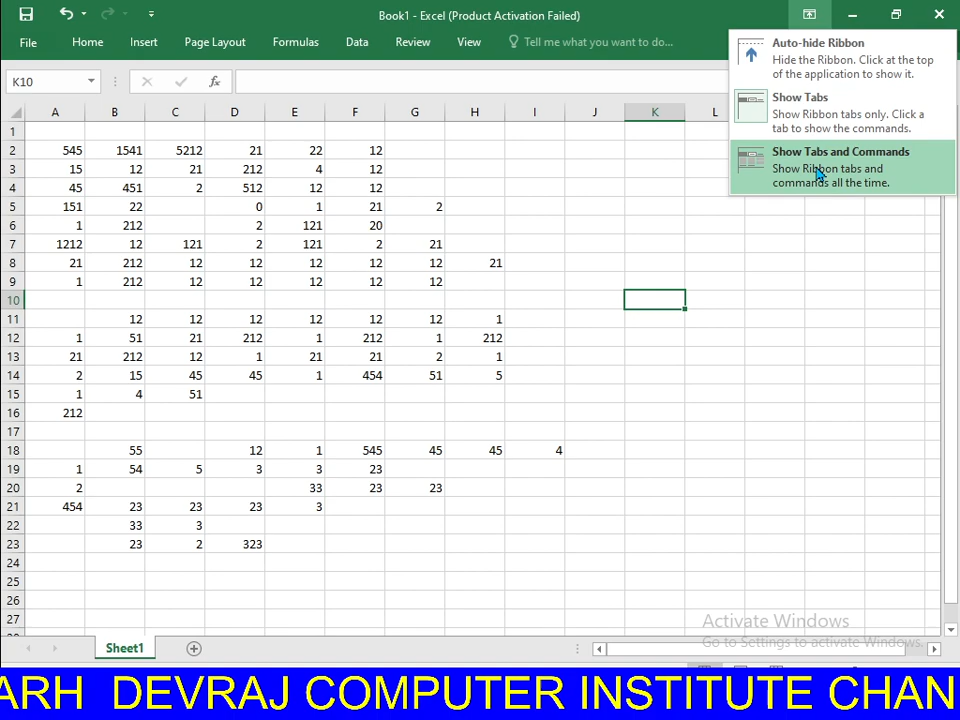 Book1 - Excel (Product Activation Failed)
File Home Insert Page Layout Formulas Data Review View Tell me what you want to do...
Auto-hide Ribbon
Hide the Ribbon. Click at the top
of the application to show it.
Show Tabs
Show Ribbon tabs only. Click a
tab to show the commands.
Show Tabs and Commands
Show Ribbon tabs and
commands all the time.
K10 fx
A B C D E F G H I J K L
1
2 545 1541 5212 21 22 12
3 15 12 21 212 4 12
4 45 451 2 512 12 12
5 151 22 0 1 21 2
6 1 212 2 121 20
7 1212 12 121 2 121 2 21
8 21 212 12 12 12 12 12 21
9 1 212 12 12 12 12 12
10
11 12 12 12 12 12 12 1
12 1 51 21 212 1 212 1 212
13 21 212 12 1 21 21 2 1
14 2 15 45 45 1 454 51 5
15 1 4 51
16 212
17
18 55 12 1 545 45 45 4
19 1 54 5 3 3 23
20 2 33 23 23
21 454 23 23 23 3
22 33 3
23 23 2 323
24
25
26
27
Activate Windows
Go to Settings to activate Windows.
Sheet1
ARH DEVRAJ COMPUTER INSTITUTE CHAN